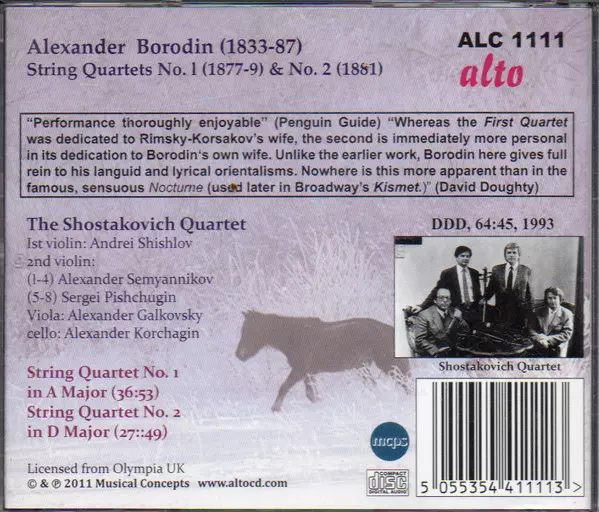 Alexander Borodin (1833-87)
String Quartets No. 1 (1877-9) & No. 2 (1881)
ALC 1111
alto
“Performance thoroughly enjoyable” (Penguin Guide) “Whereas the First Quartet
was dedicated to Rimsky-Korsakov’s wife, the second is immediately more personal
in its dedication to Borodin‘s own wife. Unlike the earlier work, Borodin here gives full
rein to his languid and lyrical orientalisms. Nowhere is this more apparent than in the
famous, sensuous Nocturne (used later in Broadway’s Kismet.)” (David Doughty)
The Shostakovich Quartet
1st violin: Andrei Shishlov
2nd violin:
(1-4) Alexander Semyannikov
(5-8) Sergei Pishchugin
Viola: Alexander Galkovsky
cello: Alexander Korchagin
DDD, 64:45, 1993
Shostakovich Quartet
String Quartet No. 1
in A Major (36:53)
String Quartet No. 2
in D Major (27::49)
Licensed from Olympia UK
© & ℗ 2011 Musical Concepts www.altocd.com
mcps
COMPACT
disc
DIGITAL AUDIO
5 055354 411113 >